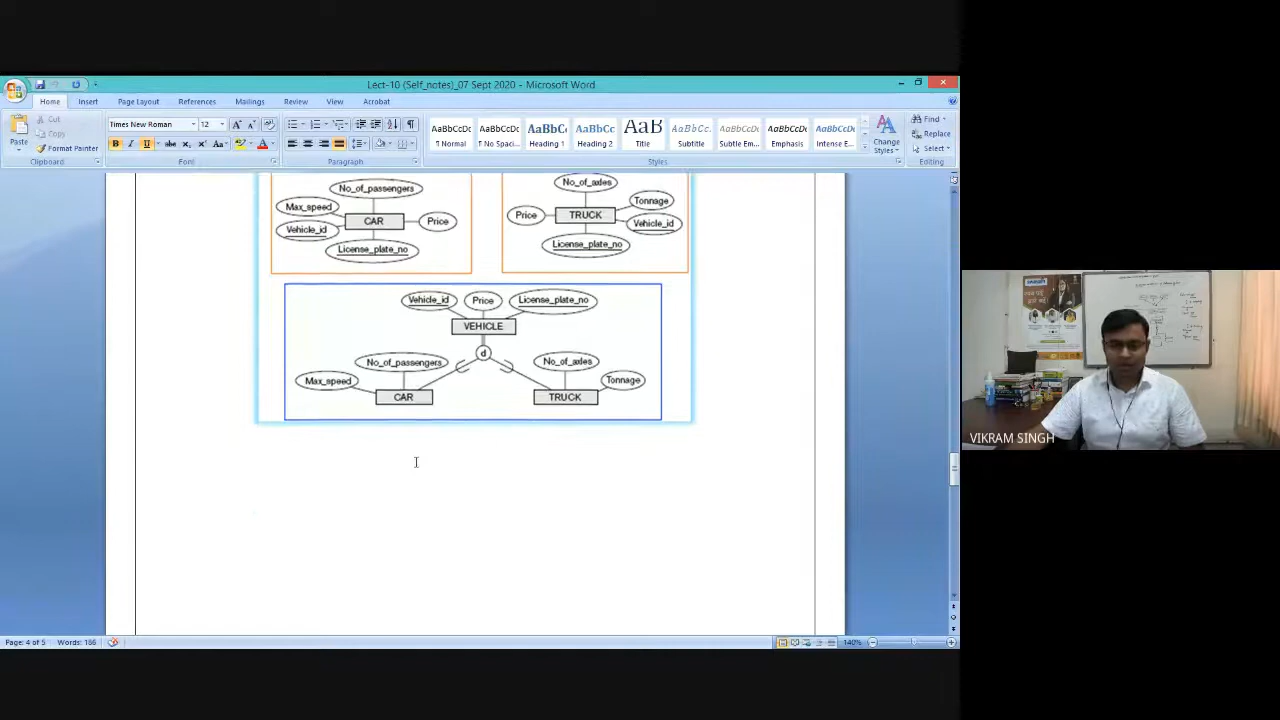 Lect-10 (Self_notes)_07 Sept 2020 - Microsoft Word
Home Insert Page Layout References Mailings Review View Acrobat
Paste
Cut
Copy
Format Painter
Clipboard
Times New Roman 12
B I U abc
Font
Paragraph
AaBbCcDc AaBbCcDc AaBbCc AaBbCc AaB AaBbCc. AaBbCcDc AaBbCcDc AaBbCcDc
¶ Normal ¶ No Spaci... Heading 1 Heading 2 Title Subtitle Subtle Em... Emphasis Intense E...
Styles
Change Styles
Find
Replace
Select
Editing
No_of_passengers
Max_speed
CAR
Price
Vehicle_id
License_plate_no
No_of_axles
Tonnage
Price
TRUCK
Vehicle_id
License_plate_no
Vehicle_id Price License_plate_no
VEHICLE
d
No_of_passengers No_of_axles
Max_speed Tonnage
CAR TRUCK
VIKRAM SINGH
Page: 4 of 5 Words: 166
140%